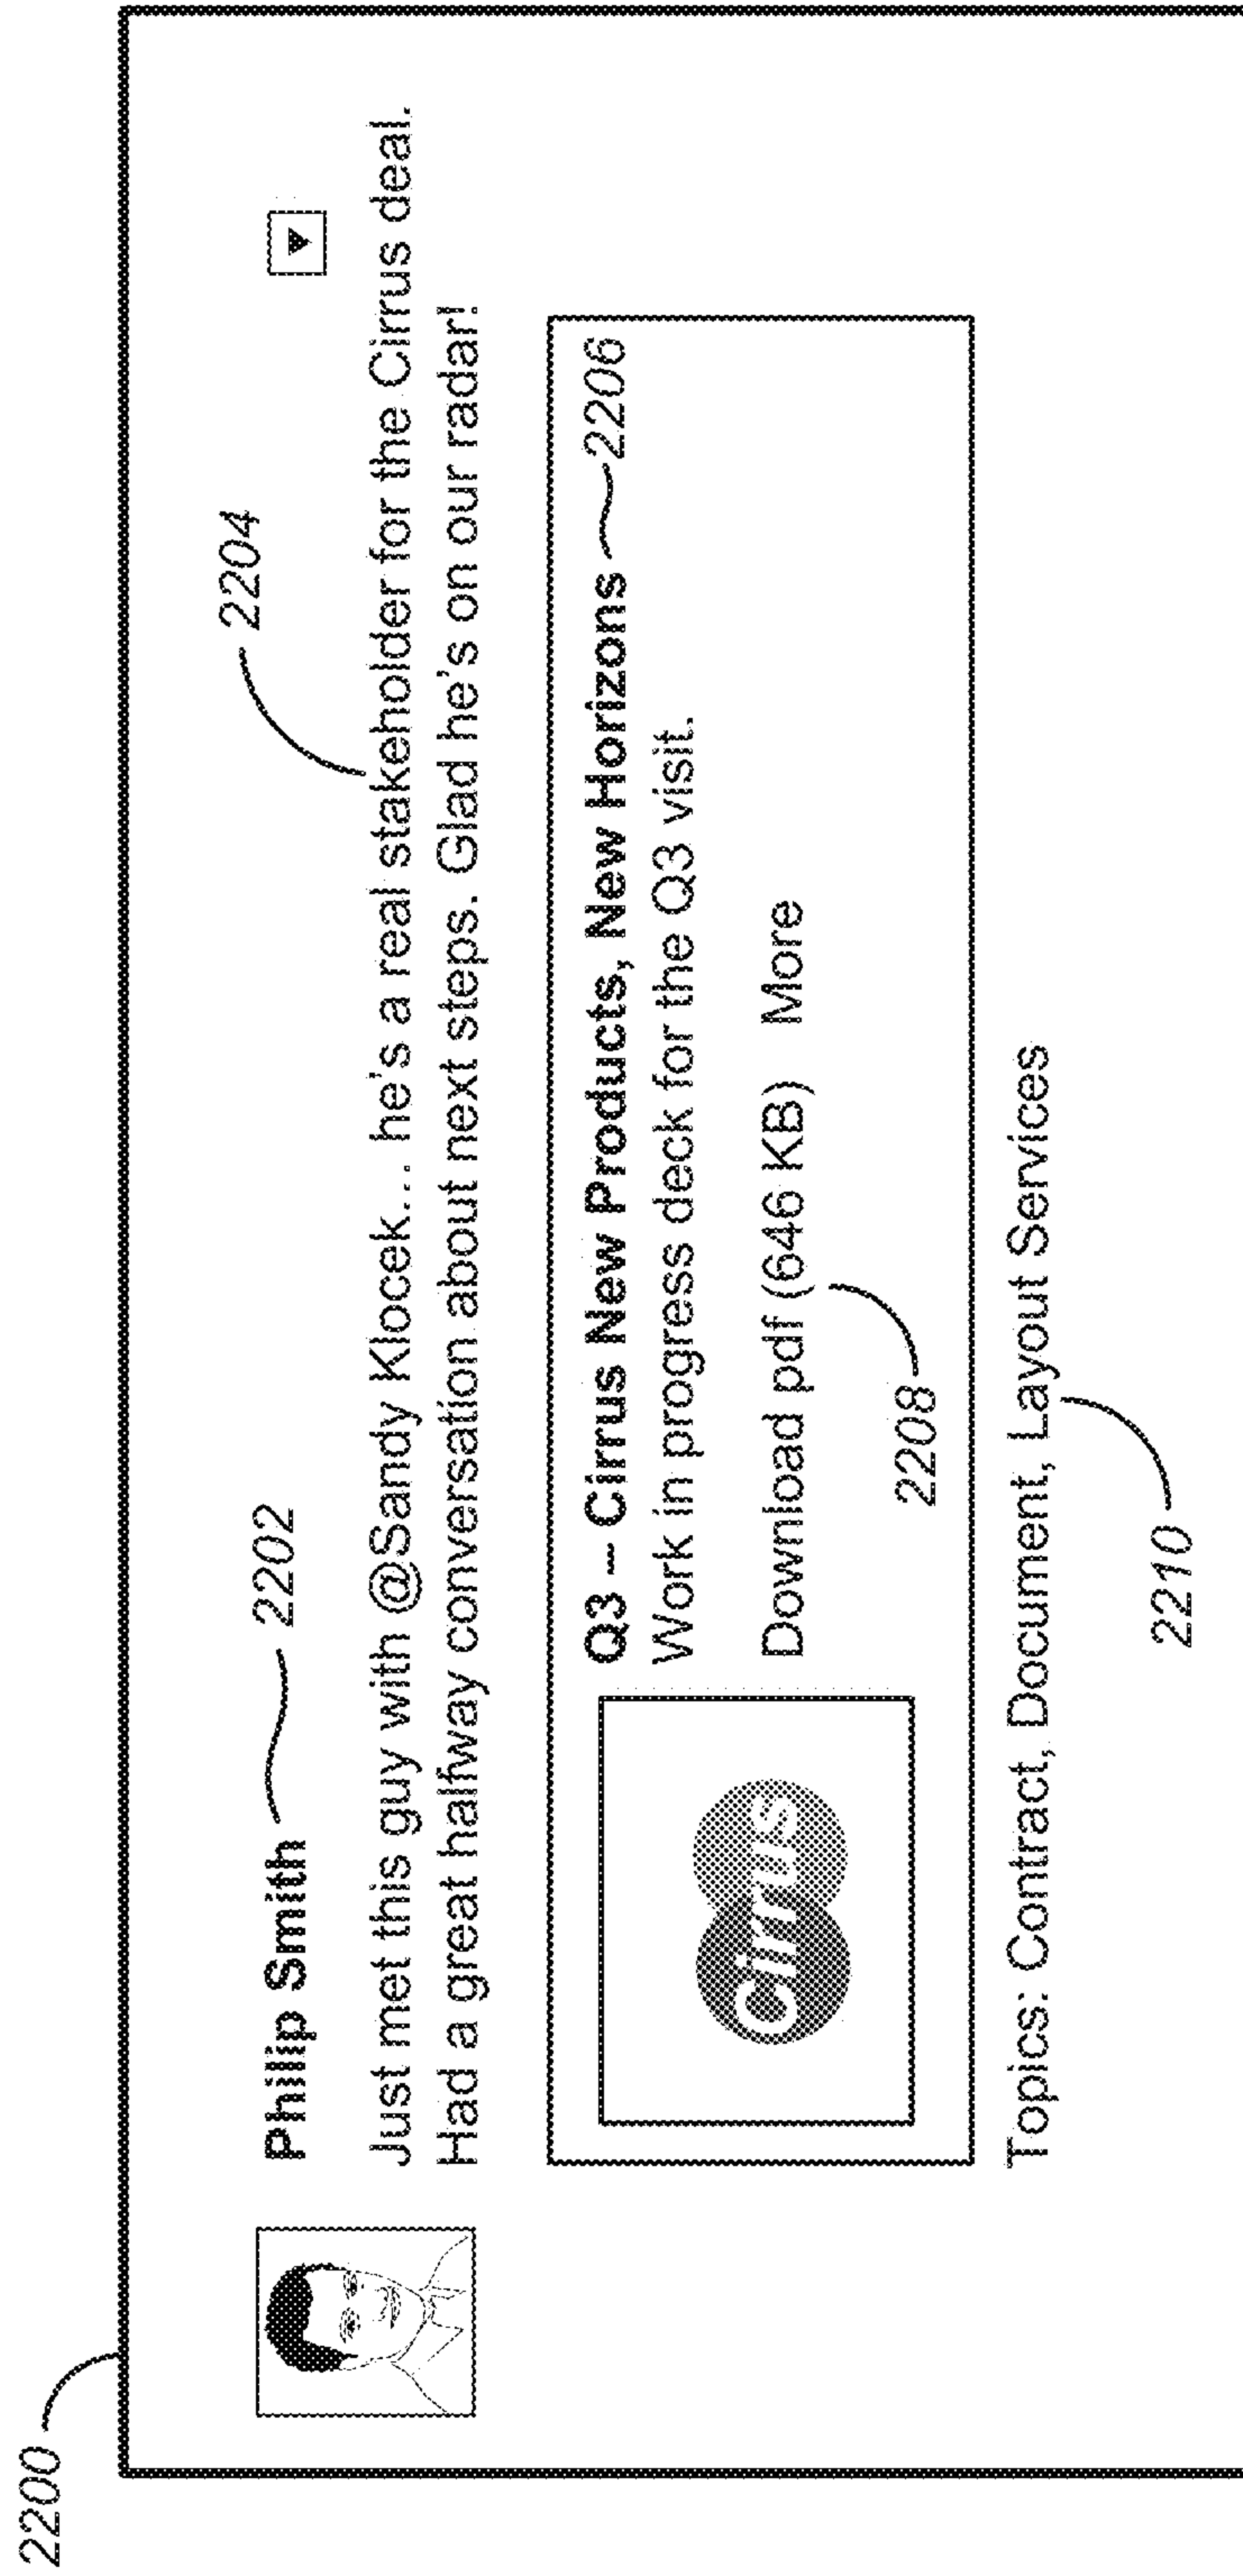 2200
Philip Smith 2202
2204
Just met this guy with @Sandy Klocek... he's a real stakeholder for the Cirrus deal.
Had a great halfway conversation about next steps. Glad he's on our radar!
Q3 – Cirrus New Products, New Horizons 2206
Work in progress deck for the Q3 visit.
Cirrus
Download pdf (646 KB) More
2208
Topics: Contract, Document, Layout Services
2210